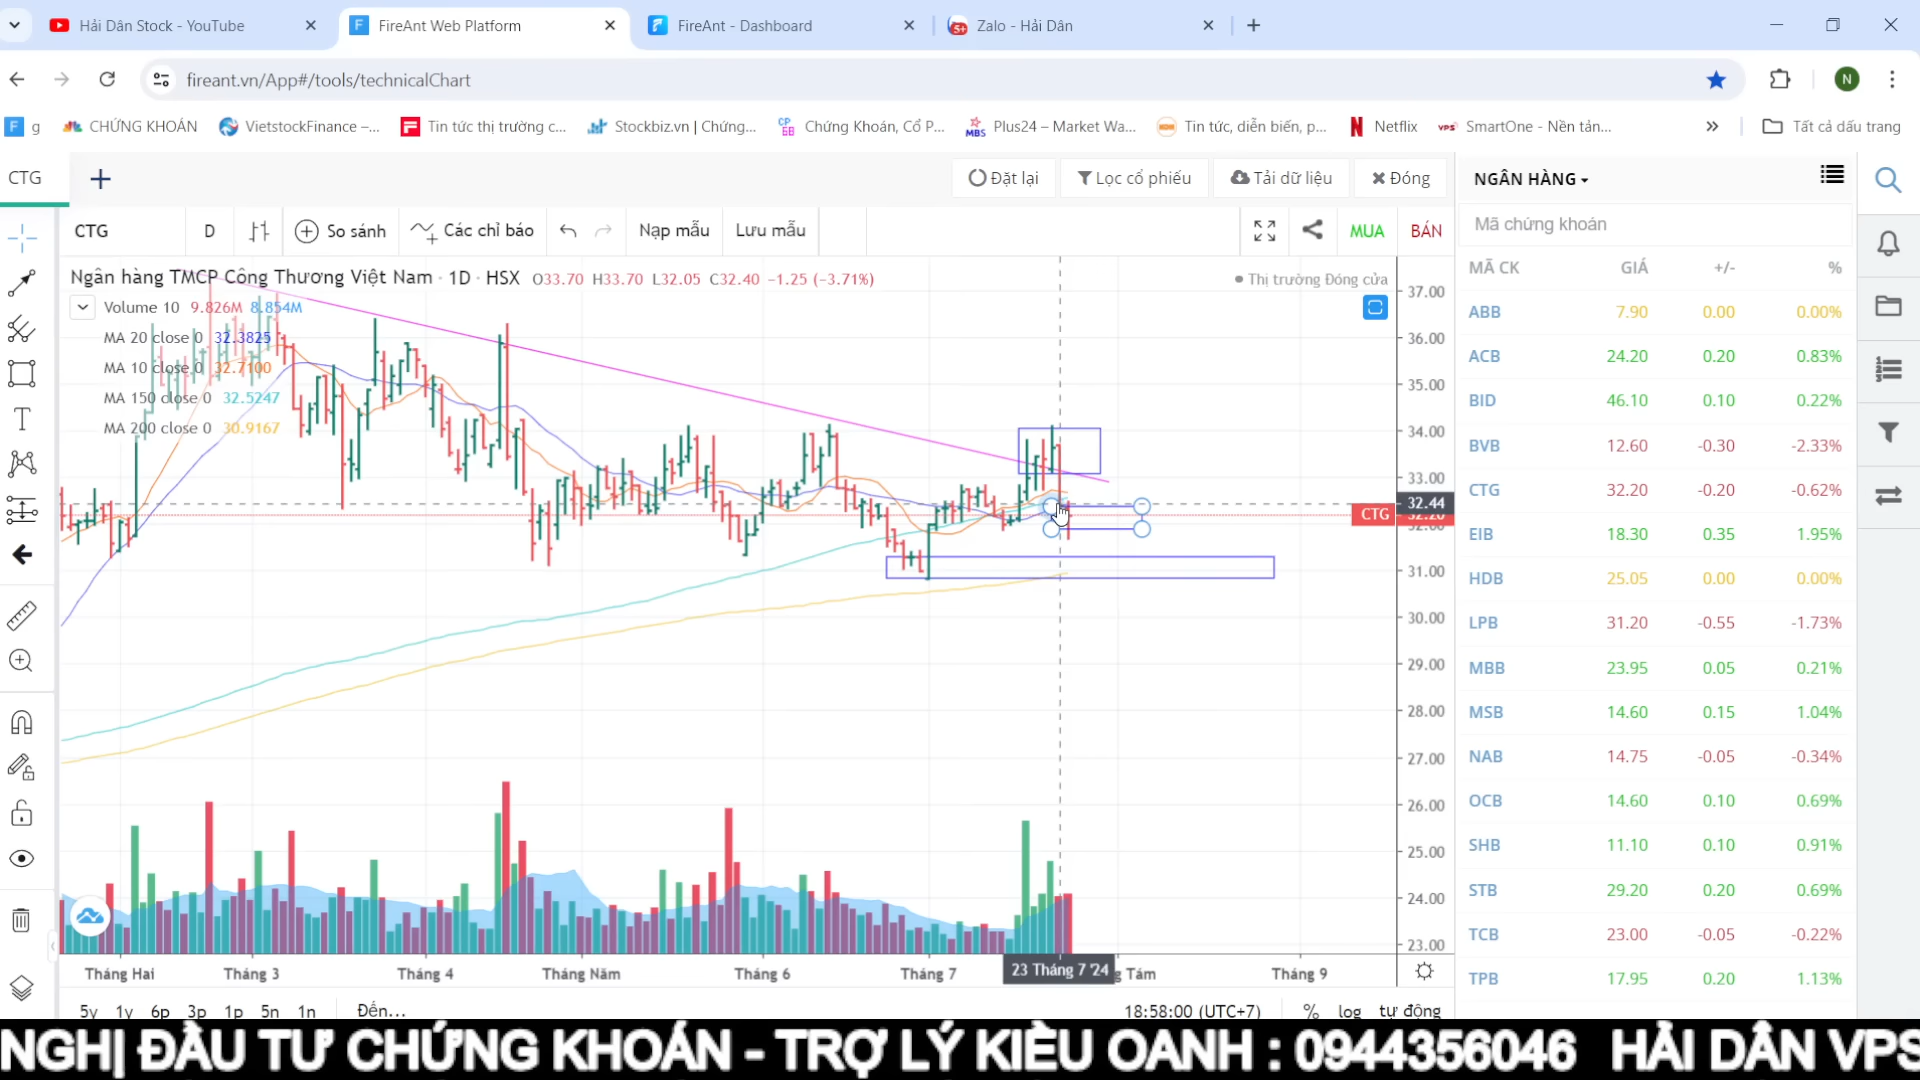 Hải Dân Stock - YouTube
FireAnt Web Platform
FireAnt - Dashboard
Zalo - Hải Dân
fireant.vn/App#/tools/technicalChart
N
g
CHỨNG KHOÁN
VietstockFinance –...
Tin tức thị trường c...
Stockbiz.vn | Chứng...
Chứng Khoán, Cổ P...
Plus24 – Market Wa...
Tin tức, diễn biến, p...
Netflix
SmartOne - Nền tản...
Tất cả dấu trang
CTG
Đặt lại
Lọc cổ phiếu
Tải dữ liệu
Đóng
NGÂN HÀNG
CTG
D
So sánh
Các chỉ báo
Nạp mẫu
Lưu mẫu
MUA
BÁN
Mã chứng khoán
Ngân hàng TMCP Công Thương Việt Nam · 1D · HSX O33.70 H33.70 L32.05 C32.40 −1.25 (−3.71%)
Thị trường Đóng cửa
Volume 10 9.826M 8.854M
MA 20 close 0 32.3825
MA 10 close 0 32.7100
MA 150 close 0 32.5247
MA 200 close 0 30.9167
37.00
36.00
35.00
34.00
33.00
32.44
CTG 32.20
32.00
31.00
30.00
29.00
28.00
27.00
26.00
25.00
24.00
23.00
MÃ CK GIÁ +/- %
ABB 7.90 0.00 0.00%
ACB 24.20 0.20 0.83%
BID 46.10 0.10 0.22%
BVB 12.60 -0.30 -2.33%
CTG 32.20 -0.20 -0.62%
EIB 18.30 0.35 1.95%
HDB 25.05 0.00 0.00%
LPB 31.20 -0.55 -1.73%
MBB 23.95 0.05 0.21%
MSB 14.60 0.15 1.04%
NAB 14.75 -0.05 -0.34%
OCB 14.60 0.10 0.69%
SHB 11.10 0.10 0.91%
STB 29.20 0.20 0.69%
TCB 23.00 -0.05 -0.22%
TPB 17.95 0.20 1.13%
Tháng Hai Tháng 3 Tháng 4 Tháng Năm Tháng 6 Tháng 7 23 Tháng 7 '24 g Tám Tháng 9
5y 1y 6p 3p 1p 5n 1n Đến... 18:58:00 (UTC+7) % log tự động
NGHỊ ĐẦU TƯ CHỨNG KHOÁN - TRỢ LÝ KIỀU OANH : 0944356046 HẢI DÂN VPS